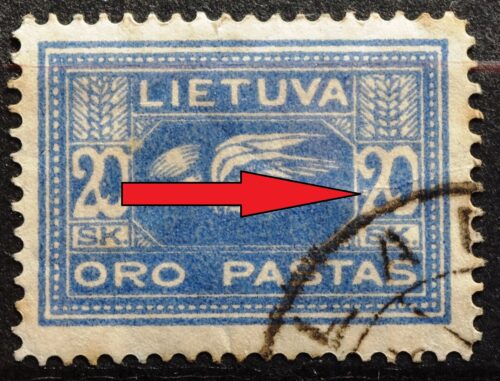 LIETUVA
20 20
SK. SK.
ORO PASTAS